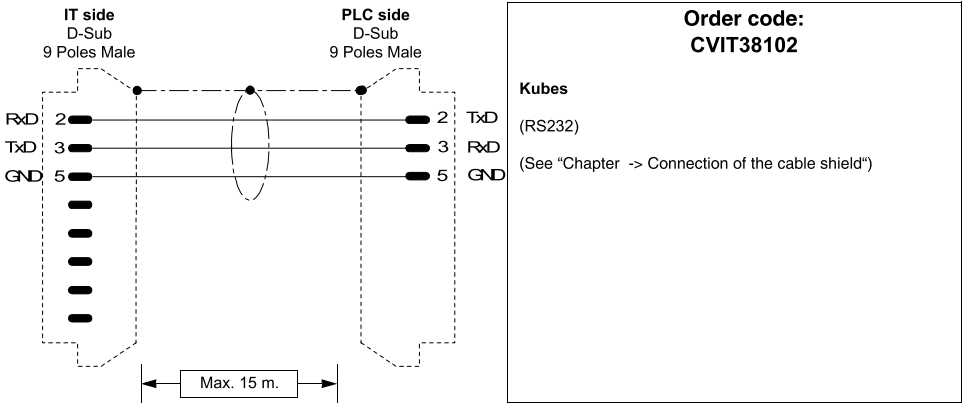 IT side
D-Sub
9 Poles Male
PLC side
D-Sub
9 Poles Male
RxD 2
2 TxD
TxD 3
3 RxD
GND 5
5 GND
Max. 15 m.
Order code:
CVIT38102
Kubes
(RS232)
(See “Chapter -> Connection of the cable shield“)